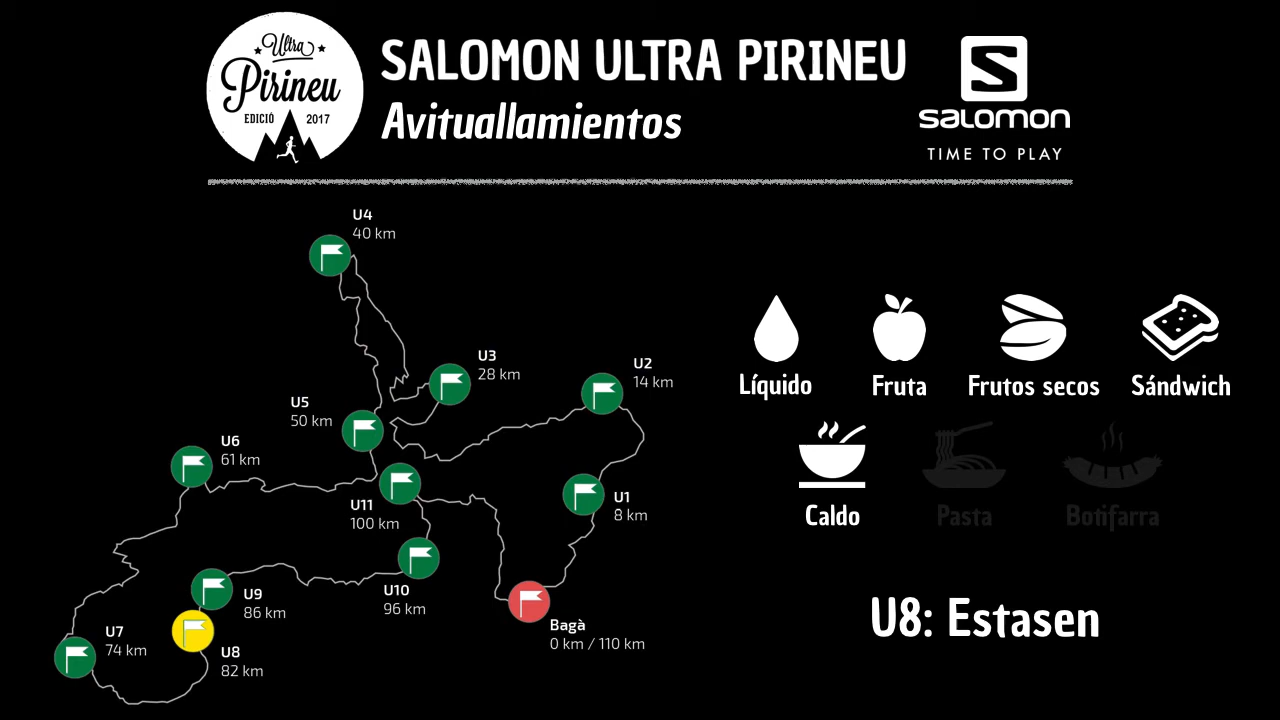 Ultra
Pirineu
EDICIÓ 2017
SALOMON ULTRA PIRINEU
Avituallamientos
SALOMON
TIME TO PLAY
U4
40 km
U3
28 km
U2
14 km
U5
50 km
U6
61 km
U11
100 km
U1
8 km
U10
96 km
U9
86 km
Bagà
0 km / 110 km
U7
74 km
U8
82 km
Líquido
Fruta
Frutos secos
Sándwich
Caldo
Pasta
Botifarra
U8: Estasen